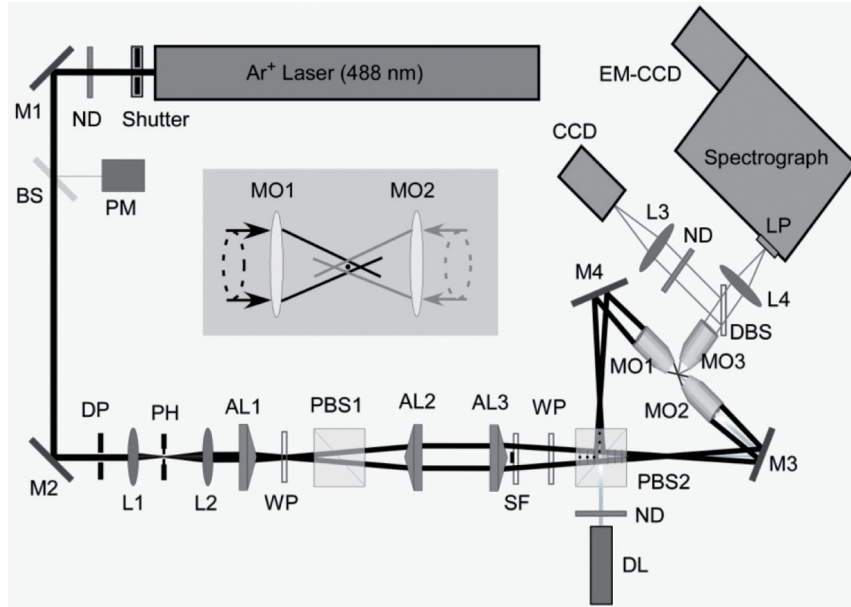 Ar+ Laser (488 nm)
EM-CCD
M1
ND
Shutter
CCD
Spectrograph
BS
PM
MO1
MO2
L3
ND
LP
M4
L4
DBS
MO1
MO3
MO2
DP
PH
AL1
PBS1
AL2
AL3
WP
M2
L1
L2
WP
SF
PBS2
M3
ND
DL